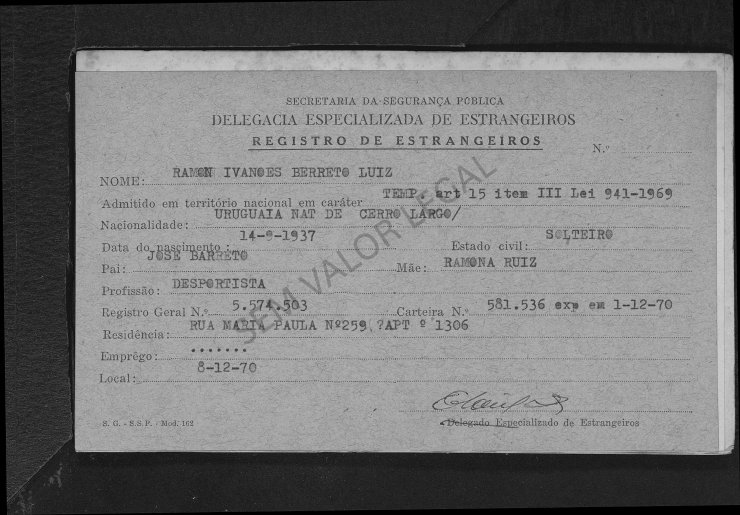 SECRETARIA DA SEGURANÇA PÚBLICA
DELEGACIA ESPECIALIZADA DE ESTRANGEIROS
REGISTRO DE ESTRANGEIROS
N.º
NOME: RAMON IVANOES BERRETO LUIZ
Admitido em território nacional em caráter TEMP. art 15 item III Lei 941-1969
Nacionalidade: URUGUAIA NAT DE CERRO LARGO/
Data do nascimento: 14-9-1937 Estado civil: SOLTEIRO
Pai: JOSE BARRETO Mãe: RAMONA RUIZ
Profissão: DESPORTISTA
Registro Geral N.º 5.574.503 Carteira N.º 581.536 exp em 1-12-70
Residência: RUA MARIA PAULA Nº259 ,?APT º 1306
Emprêgo: .......
Local: 8-12-70
Delegado Especializado de Estrangeiros
S. G. - S.S.P. - Mod. 162
SEM VALOR LEGAL